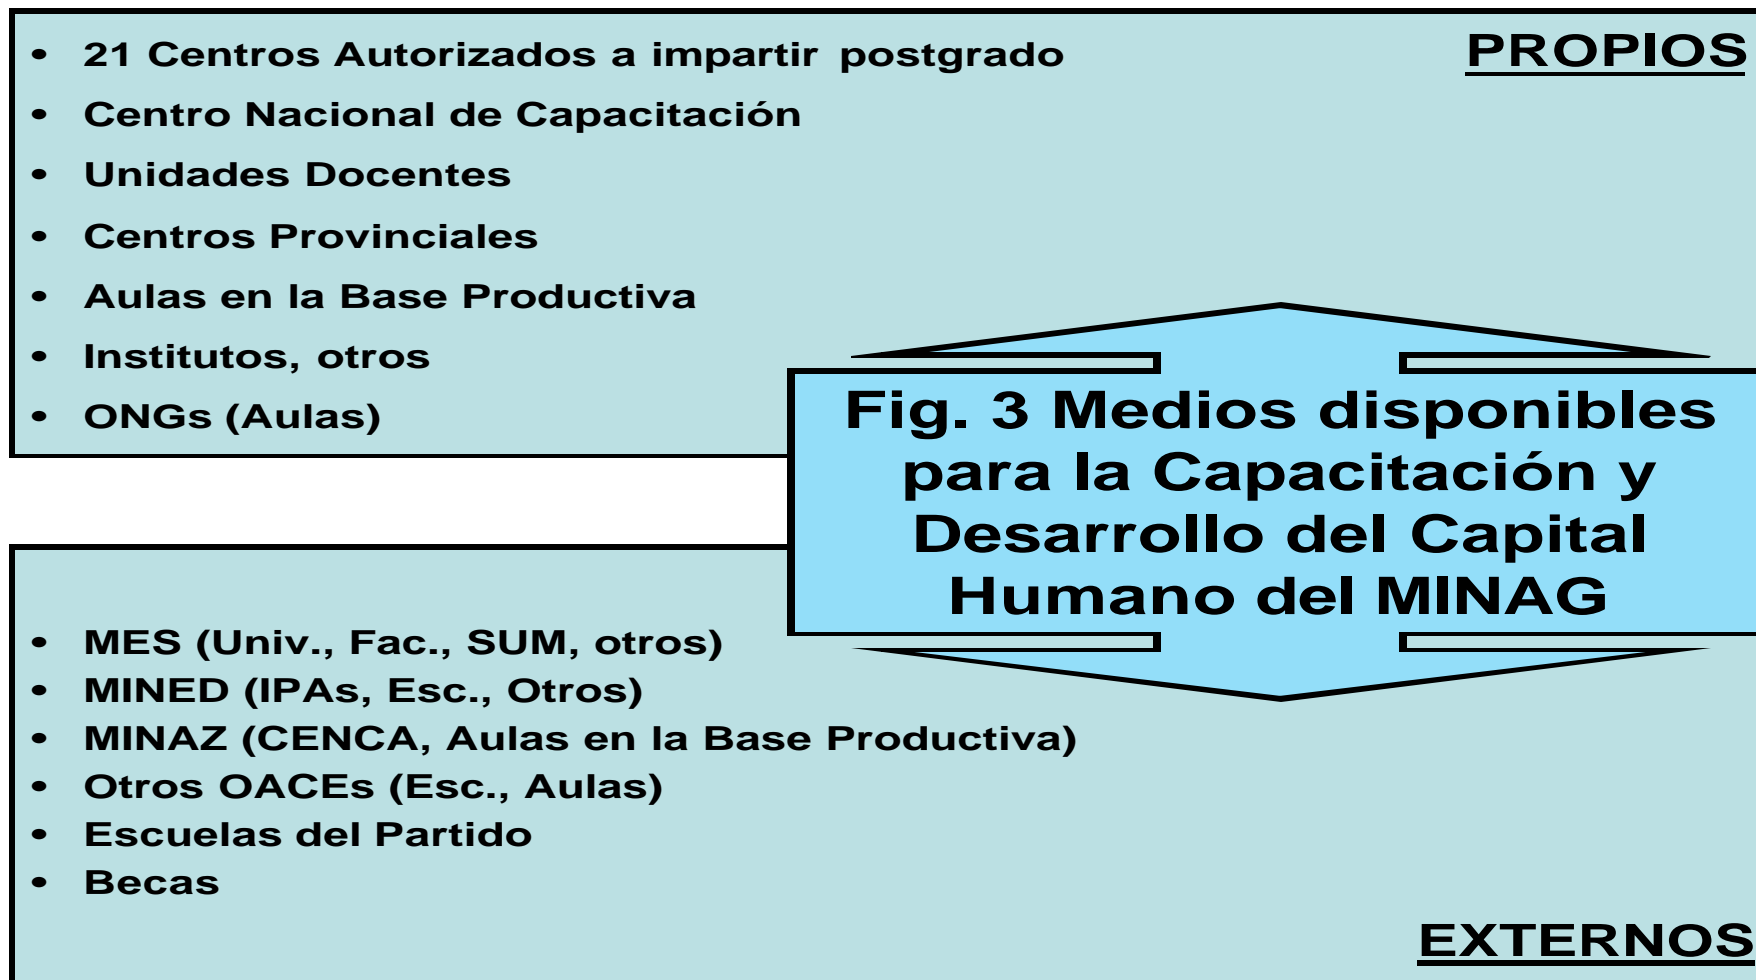 PROPIOS
• 21 Centros Autorizados a impartir postgrado
• Centro Nacional de Capacitación
• Unidades Docentes
• Centros Provinciales
• Aulas en la Base Productiva
• Institutos, otros
• ONGs (Aulas)
Fig. 3 Medios disponibles
para la Capacitación y
Desarrollo del Capital
Humano del MINAG
• MES (Univ., Fac., SUM, otros)
• MINED (IPAs, Esc., Otros)
• MINAZ (CENCA, Aulas en la Base Productiva)
• Otros OACEs (Esc., Aulas)
• Escuelas del Partido
• Becas
EXTERNOS